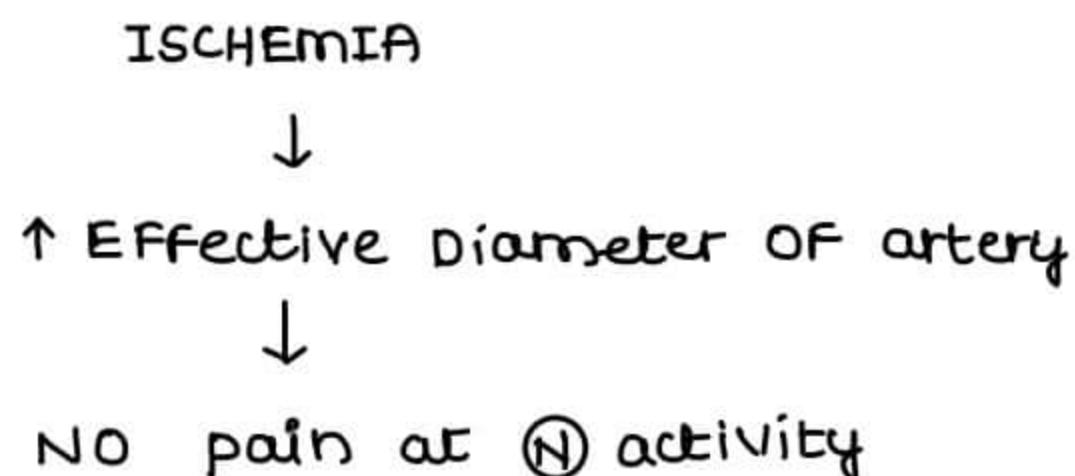 ISCHEMIA
↓
↑ Effective Diameter OF artery
↓
NO pain at Ⓝ activity